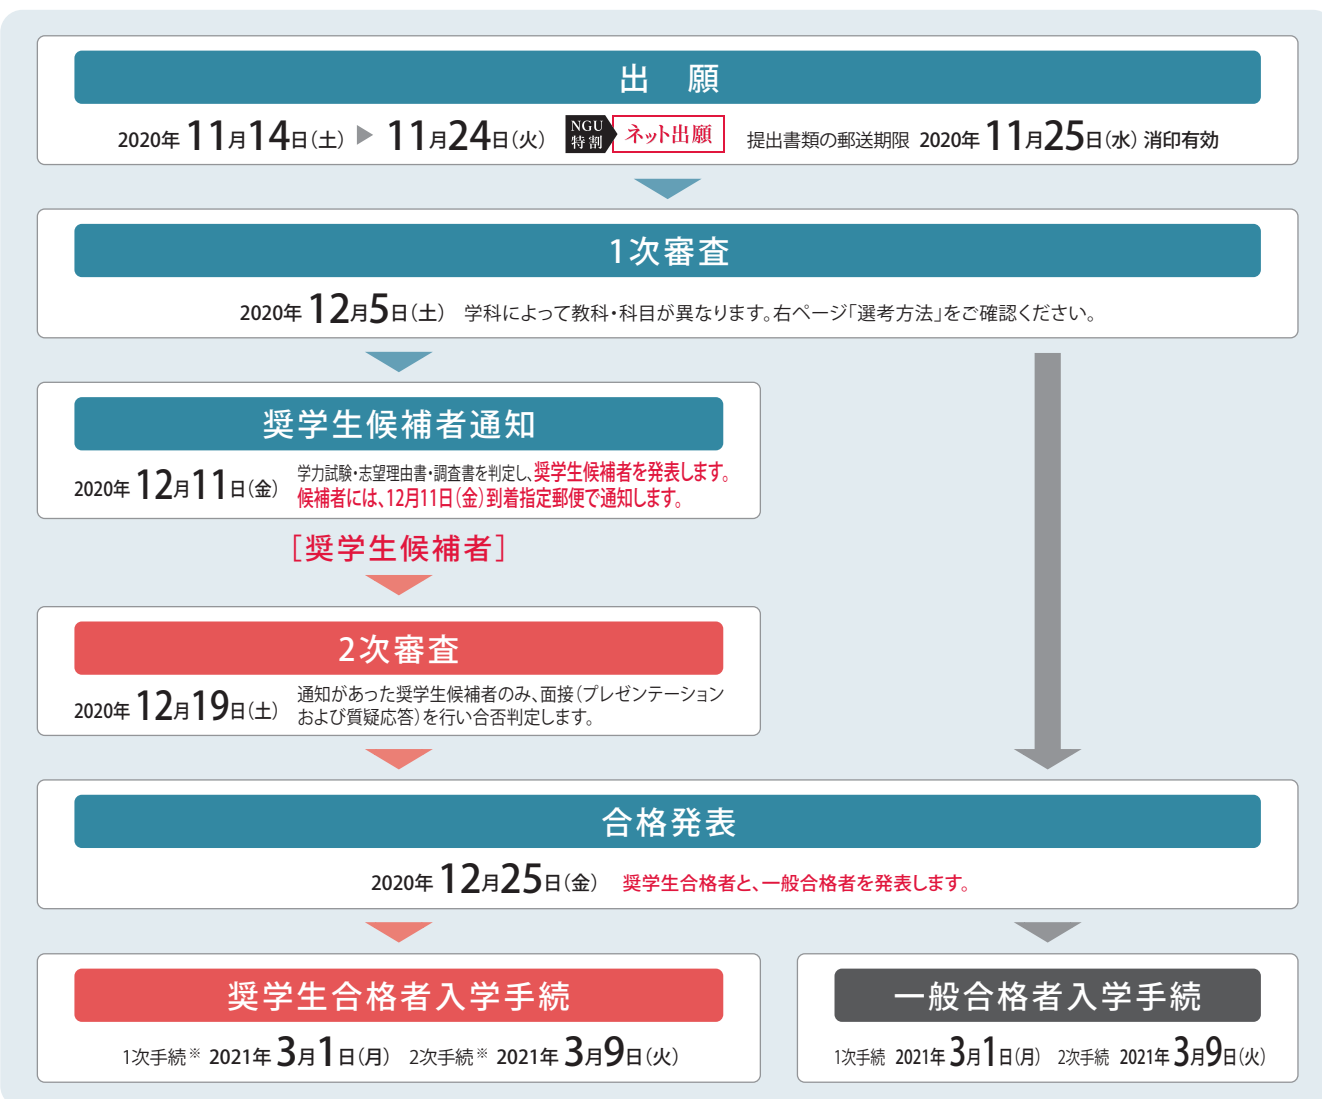 出 願
2020年 11月14日(土) ▶ 11月24日(火) NGU特割 ネット出願 提出書類の郵送期限 2020年 11月25日(水) 消印有効
1次審査
2020年 12月5日(土) 学科によって教科・科目が異なります。右ページ「選考方法」をご確認ください。
奨学生候補者通知
2020年 12月11日(金) 学力試験・志望理由書・調査書を判定し、奨学生候補者を発表します。
候補者には、12月11日(金)到着指定郵便で通知します。
[奨学生候補者]
2次審査
2020年 12月19日(土) 通知があった奨学生候補者のみ、面接(プレゼンテーション
および質疑応答)を行い合否判定します。
合格発表
2020年 12月25日(金) 奨学生合格者と、一般合格者を発表します。
奨学生合格者入学手続
1次手続※ 2021年 3月1日(月) 2次手続※ 2021年 3月9日(火)
一般合格者入学手続
1次手続 2021年 3月1日(月) 2次手続 2021年 3月9日(火)